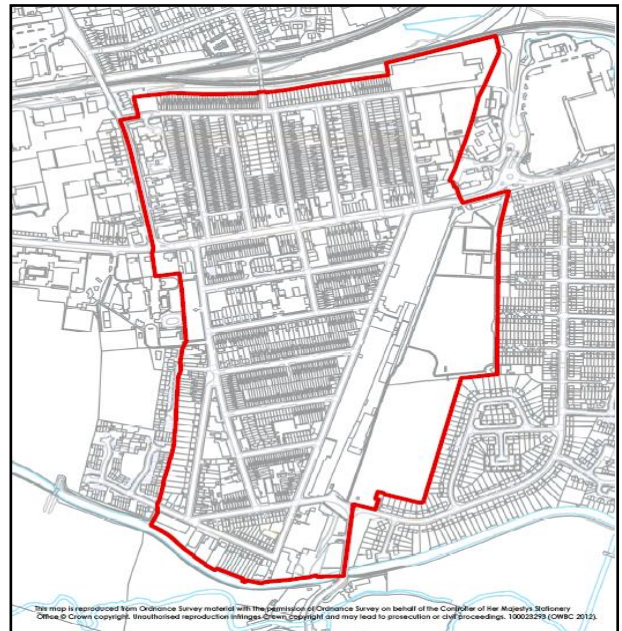 This map is reproduced from Ordnance Survey material with the permission of Ordnance Survey on behalf of the Controller of Her Majestys Stationery
Office © Crown copyright. Unauthorised reproduction infringes Crown copyright and may lead to prosecution or civil proceedings. 100023293 (OWBC 2012).